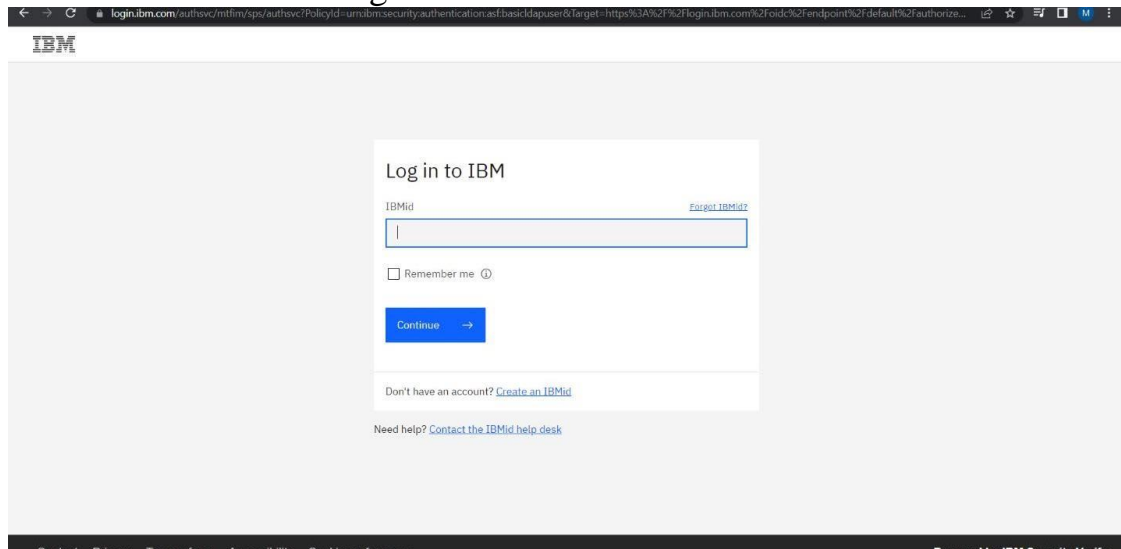 login.ibm.com/authsvc/mtfim/sps/authsvc?PolicyId=urn:ibm:security:authentication:asf:basicldapuser&Target=https%3A%2F%2Flogin.ibm.com%2Foidc%2Fendpoint%2Fdefault%2Fauthorize... M
IBM
Log in to IBM
IBMid Forgot IBMid?
Remember me
Continue →
Don't have an account? Create an IBMid
Need help? Contact the IBMid help desk